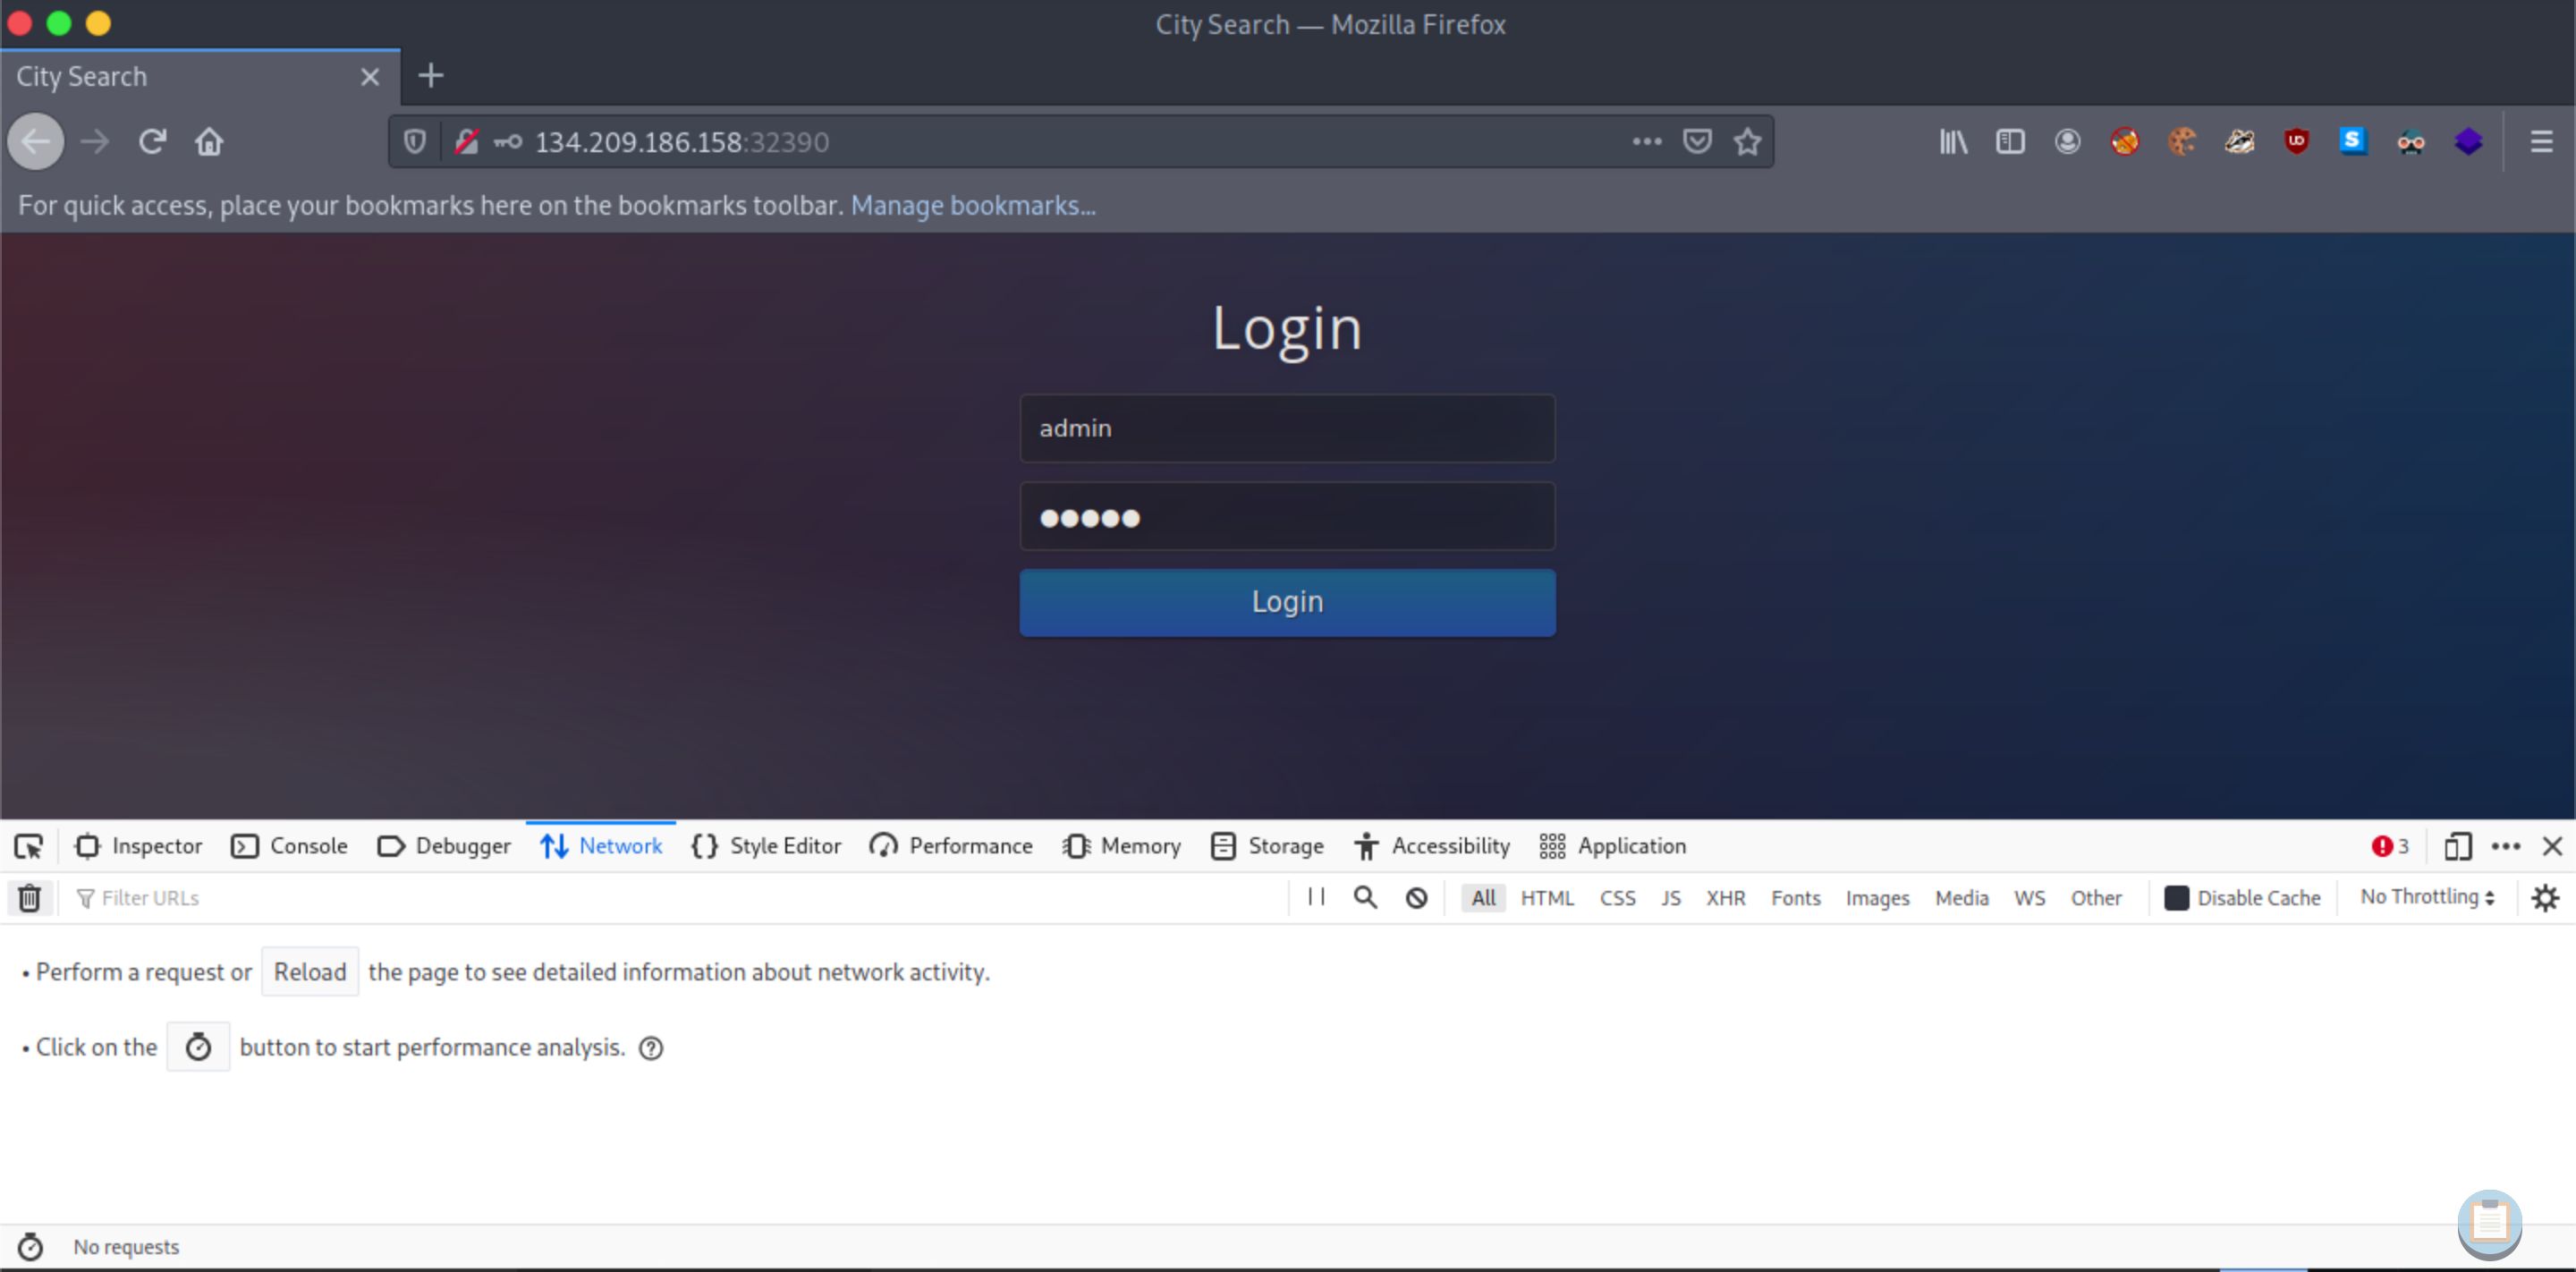 City Search — Mozilla Firefox
City Search
134.209.186.158:32390
For quick access, place your bookmarks here on the bookmarks toolbar. Manage bookmarks...
Login
admin
●●●●●
Login
Inspector Console Debugger Network Style Editor Performance Memory Storage Accessibility Application 3
Filter URLs All HTML CSS JS XHR Fonts Images Media WS Other Disable Cache No Throttling
• Perform a request or Reload the page to see detailed information about network activity.
• Click on the button to start performance analysis.
No requests